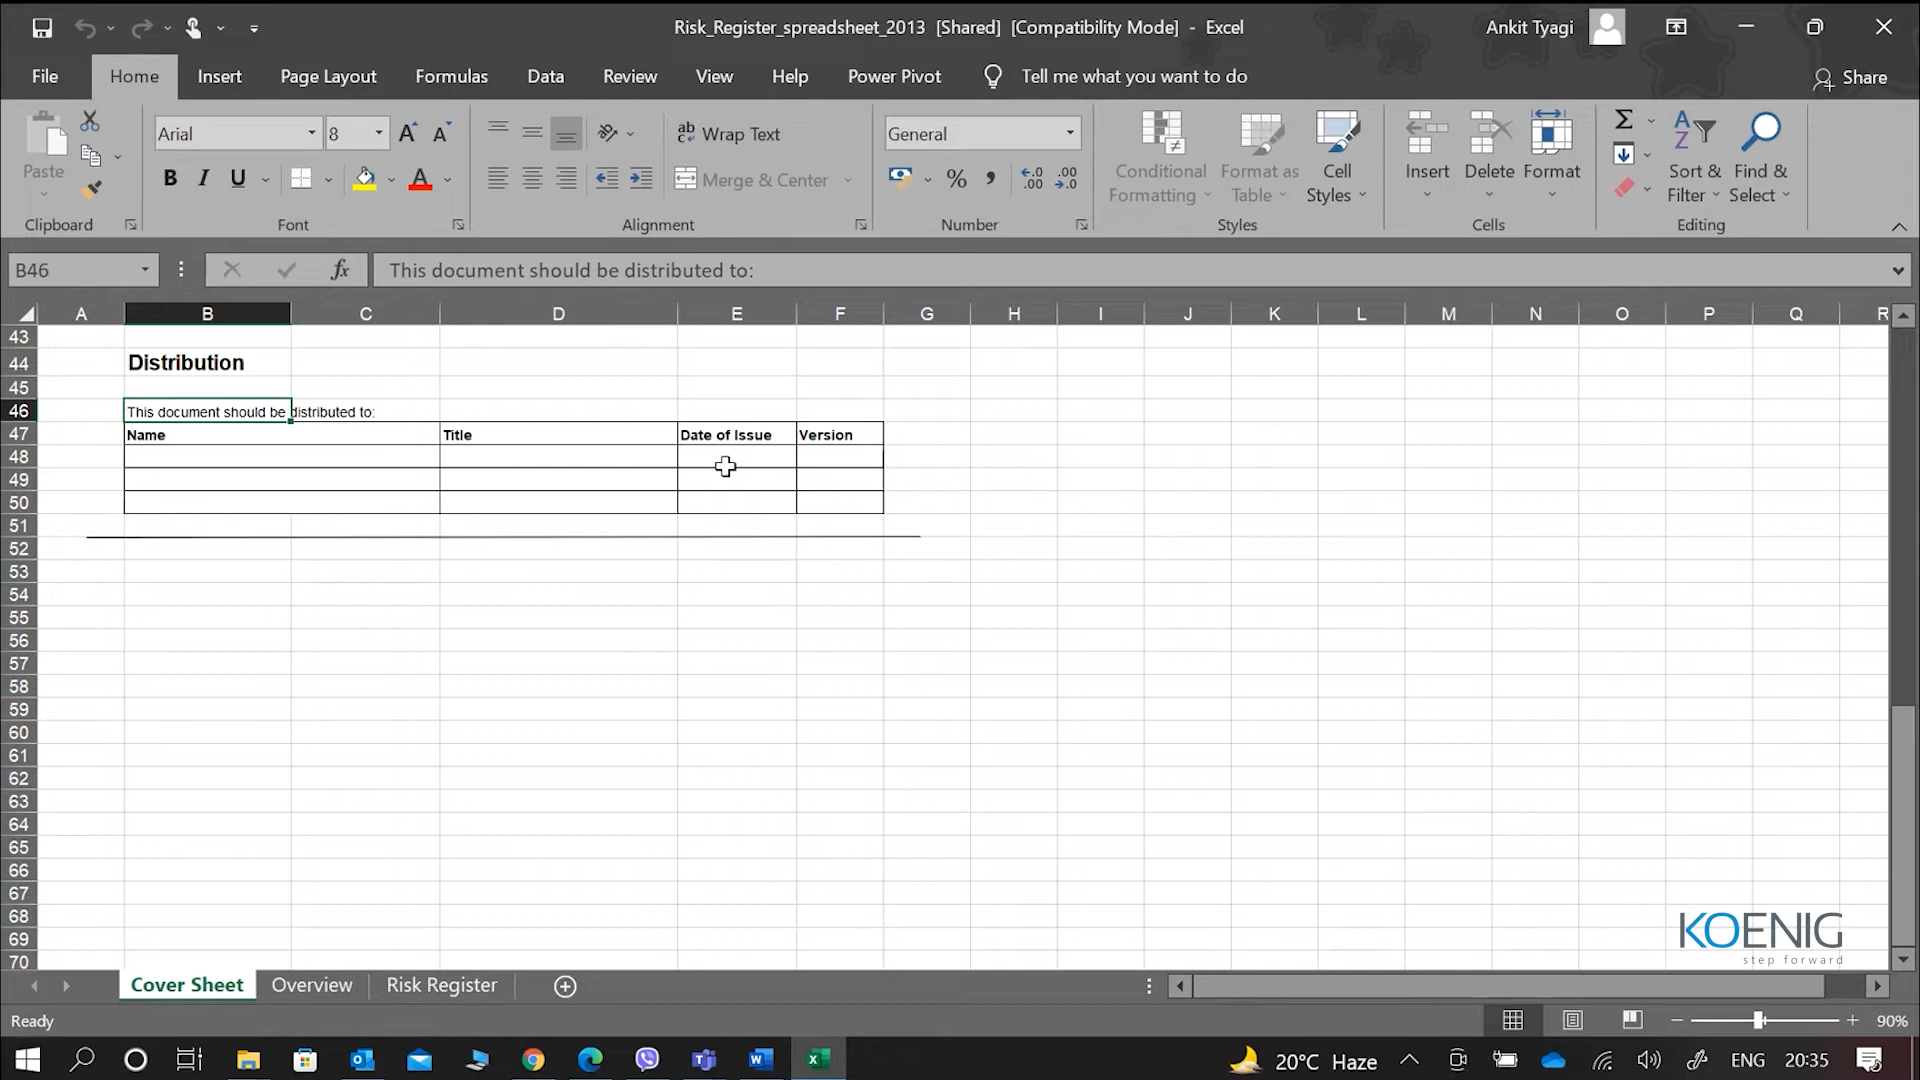 Risk_Register_spreadsheet_2013 [Shared] [Compatibility Mode] - Excel
Ankit Tyagi
File Home Insert Page Layout Formulas Data Review View Help Power Pivot Tell me what you want to do Share
Paste
Clipboard
Arial 8
B I U
Font
ab Wrap Text
Merge & Center
Alignment
General
% , .00 .0
Number
Conditional Formatting
Format as Table
Cell Styles
Styles
Insert Delete Format
Cells
Sort & Filter
Find & Select
Editing
B46 fx This document should be distributed to:
A B C D E F G H I J K L M N O P Q R
43
44 Distribution
45
46 This document should be distributed to:
47 Name Title Date of Issue Version
48
49
50
51
52
53
54
55
56
57
58
59
60
61
62
63
64
65
66
67
68
69
70
KOENIG
step forward
Cover Sheet Overview Risk Register
Ready 90%
20°C Haze ENG 20:35